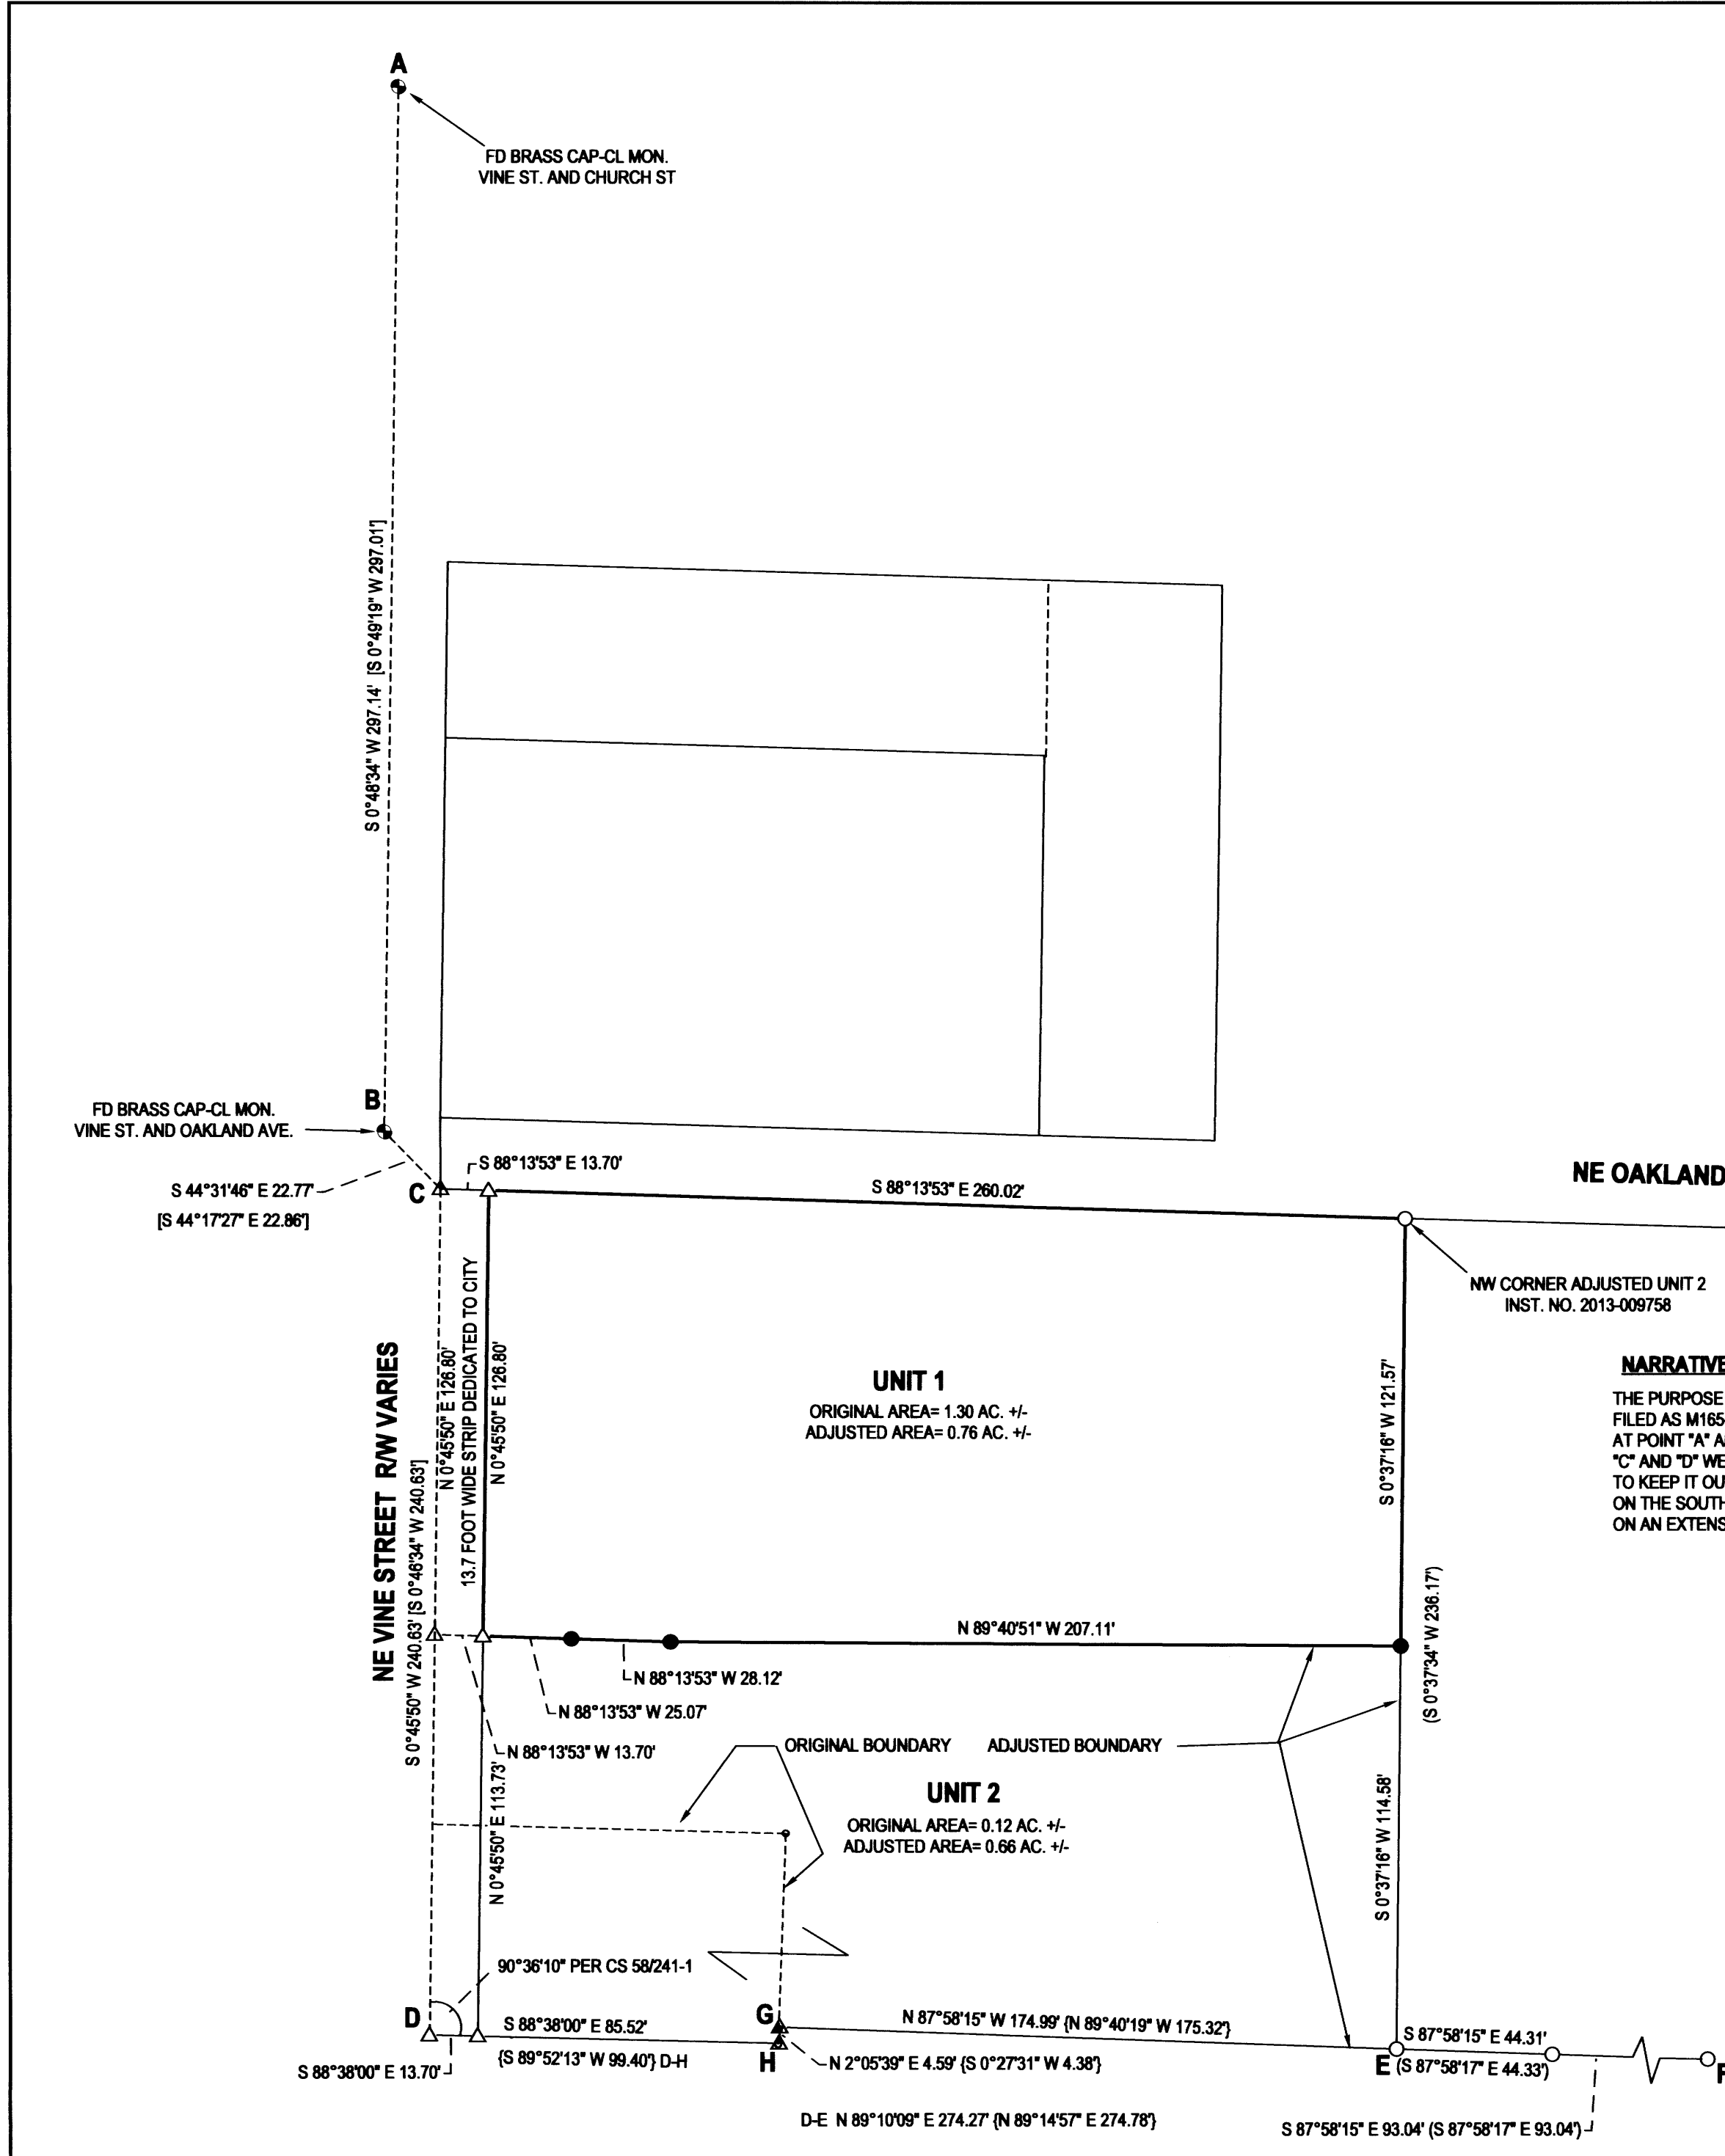 A
FD BRASS CAP-CL MON.
VINE ST. AND CHURCH ST
S 0°48'34" W 297.14' [S 0°49'19" W 297.01']
B
FD BRASS CAP-CL MON.
VINE ST. AND OAKLAND AVE.
S 44°31'46" E 22.77'
[S 44°17'27" E 22.86']
C
S 88°13'53" E 13.70'
S 88°13'53" E 260.02'
NE OAKLAND
NW CORNER ADJUSTED UNIT 2
INST. NO. 2013-009758
NE VINE STREET R/W VARIES
S 0°45'50" W 240.63' [S 0°46'34" W 240.63']
N 0°45'50" E 126.80'
13.7 FOOT WIDE STRIP DEDICATED TO CITY
N 0°45'50" E 126.80'
UNIT 1
ORIGINAL AREA= 1.30 AC. +/-
ADJUSTED AREA= 0.76 AC. +/-
S 0°37'16" W 121.57'
(S 0°37'34" W 236.17')
NARRATIVE
THE PURPOSE
FILED AS M165-
AT POINT "A" A
"C" AND "D" WE
TO KEEP IT OU
ON THE SOUTH
ON AN EXTENS
N 89°40'51" W 207.11'
N 88°13'53" W 28.12'
N 88°13'53" W 25.07'
N 88°13'53" W 13.70'
ORIGINAL BOUNDARY
ADJUSTED BOUNDARY
UNIT 2
ORIGINAL AREA= 0.12 AC. +/-
ADJUSTED AREA= 0.66 AC. +/-
N 0°45'50" E 113.73'
S 0°37'16" W 114.58'
90°36'10" PER CS 58/241-1
D
S 88°38'00" E 85.52'
{S 89°52'13" W 99.40'} D-H
S 88°38'00" E 13.70'
G
H
N 87°58'15" W 174.99' {N 89°40'19" W 175.32'}
N 2°05'39" E 4.59' {S 0°27'31" W 4.38'}
E
S 87°58'15" E 44.31'
(S 87°58'17" E 44.33')
D-E N 89°10'09" E 274.27' {N 89°14'57" E 274.78'}
S 87°58'15" E 93.04' (S 87°58'17" E 93.04')